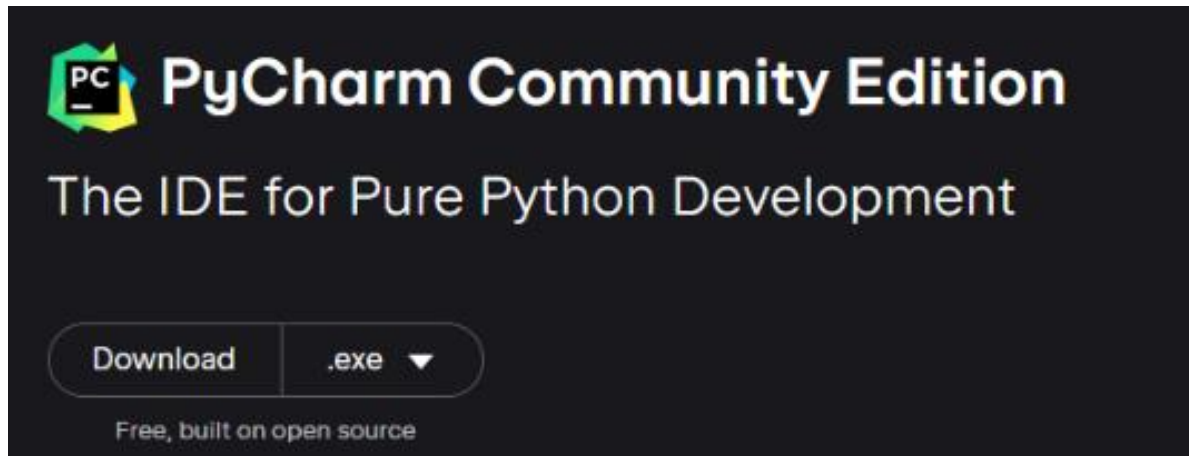 PC
PyCharm Community Edition
The IDE for Pure Python Development
Download .exe
Free, built on open source